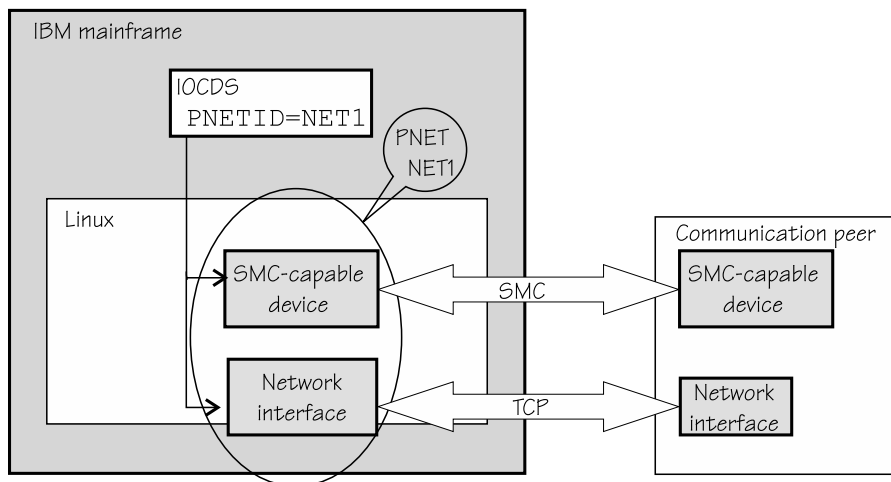 IBM mainframe
IOCDS
PNETID=NET1
PNET
NET1
Linux
Communication peer
SMC-capable
device
SMC
SMC-capable
device
Network
interface
TCP
Network
interface